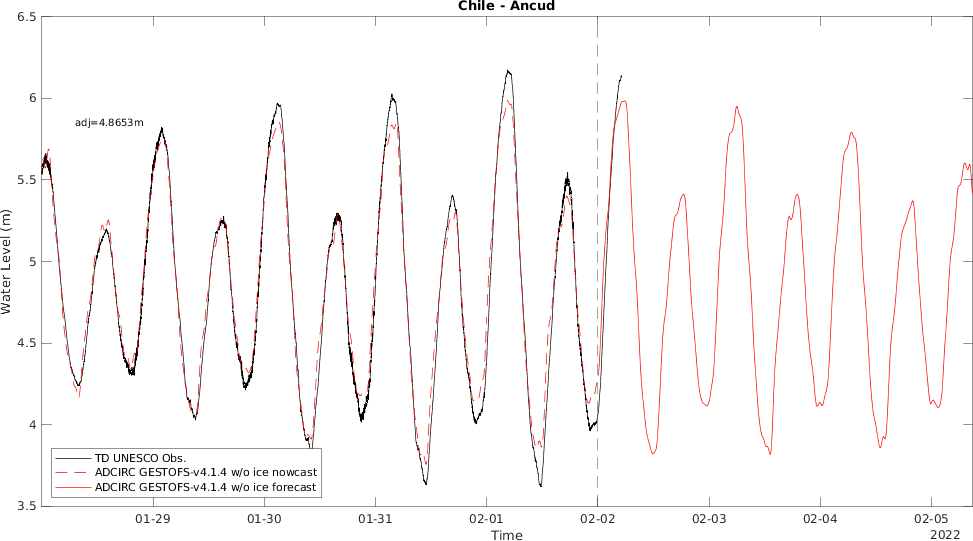 Chile - Ancud
6.5
6
5.5
5
4.5
4
3.5
Water Level (m)
adj=4.8653m
TD UNESCO Obs.
ADCIRC GESTOFS-v4.1.4 w/o ice nowcast
ADCIRC GESTOFS-v4.1.4 w/o ice forecast
01-29 01-30 01-31 02-01 02-02 02-03 02-04 02-05
Time
2022